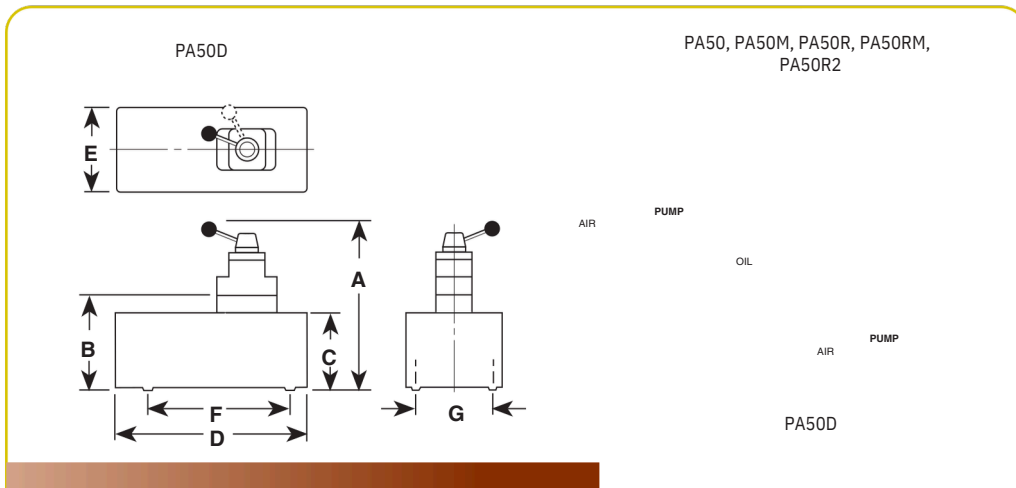 PA50D
PA50, PA50M, PA50R, PA50RM,
PA50R2
E
A
B
C
F
D
G
AIR
PUMP
OIL
AIR
PUMP
PA50D